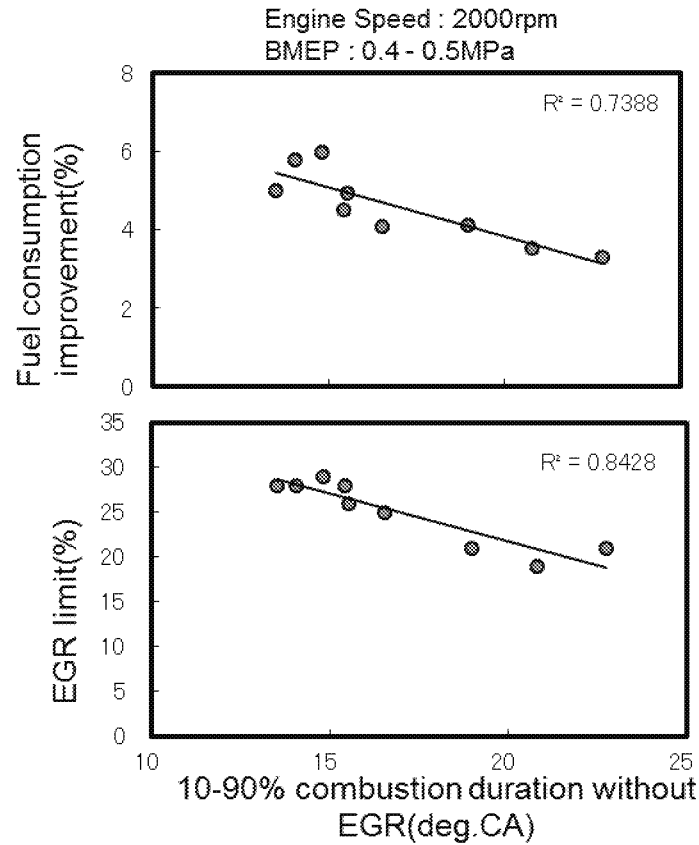 Engine Speed : 2000rpm
BMEP : 0.4 - 0.5MPa
Fuel consumption
improvement(%)
8
6
4
2
0
R² = 0.7388
EGR limit(%)
35
30
25
20
15
10
5
0
R² = 0.8428
10 15 20 25
10-90% combustion duration without
EGR(deg.CA)